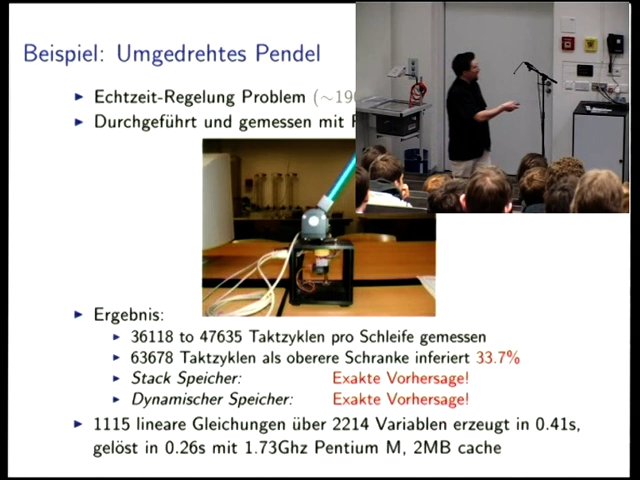 Beispiel: Umgedrehtes Pendel
Echtzeit-Regelung Problem (~19
Durchgeführt und gemessen mit
Ergebnis:
36118 to 47635 Taktzyklen pro Schleife gemessen
63678 Taktzyklen als oberere Schranke inferiert 33.7%
Stack Speicher: Exakte Vorhersage!
Dynamischer Speicher: Exakte Vorhersage!
1115 lineare Gleichungen über 2214 Variablen erzeugt in 0.41s,
gelöst in 0.26s mit 1.73Ghz Pentium M, 2MB cache